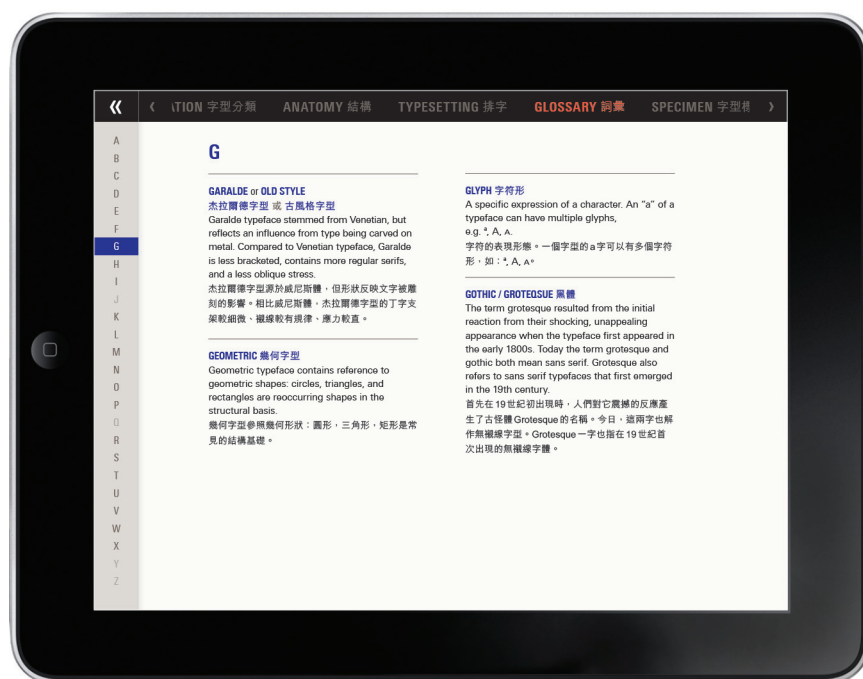 « ‹ ATION 字型分類 ANATOMY 結構 TYPESETTING 排字 GLOSSARY 詞彙 SPECIMEN 字型標 ›
A
B
C
D
E
F
G
H
I
J
K
L
M
N
O
P
Q
R
S
T
U
V
W
X
Y
Z
G
GARALDE or OLD STYLE
杰拉爾德字型 或 古風格字型
Garalde typeface stemmed from Venetian, but
reflects an influence from type being carved on
metal. Compared to Venetian typeface, Garalde
is less bracketed, contains more regular serifs,
and a less oblique stress.
杰拉爾德字型源於威尼斯體，但形狀反映文字被雕
刻的影響。相比威尼斯體，杰拉爾德字型的丁字支
架較細微、襯線較有規律、應力較直。
GEOMETRIC 幾何字型
Geometric typeface contains reference to
geometric shapes: circles, triangles, and
rectangles are reoccurring shapes in the
structural basis.
幾何字型參照幾何形狀：圓形，三角形，矩形是常
見的結構基礎。
GLYPH 字符形
A specific expression of a character. An “a” of a
typeface can have multiple glyphs,
e.g. ª, A, ᴀ.
字符的表現形態。一個字型的a字可以有多個字符
形，如：ª, A, ᴀ。
GOTHIC / GROTEQSUE 黑體
The term grotesque resulted from the initial
reaction from their shocking, unappealing
appearance when the typeface first appeared in
the early 1800s. Today the term grotesque and
gothic both mean sans serif. Grotesque also
refers to sans serif typefaces that first emerged
in the 19th century.
首先在19世紀初出現時，人們對它震撼的反應產
生了古怪體Grotesque的名稱。今日，這兩字也解
作無襯線字型。Grotesque一字也指在19世紀首
次出現的無襯線字體。